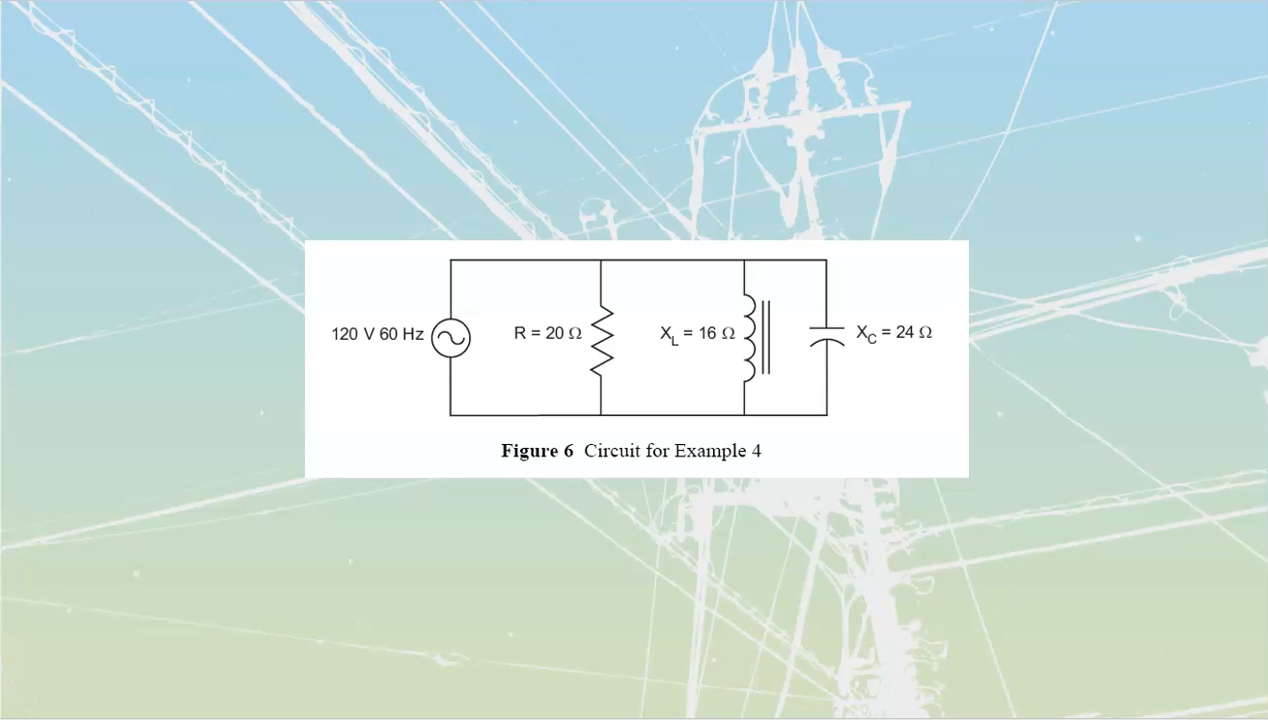 120 V 60 Hz
R = 20 Ω
X_L = 16 Ω
X_C = 24 Ω
Figure 6 Circuit for Example 4